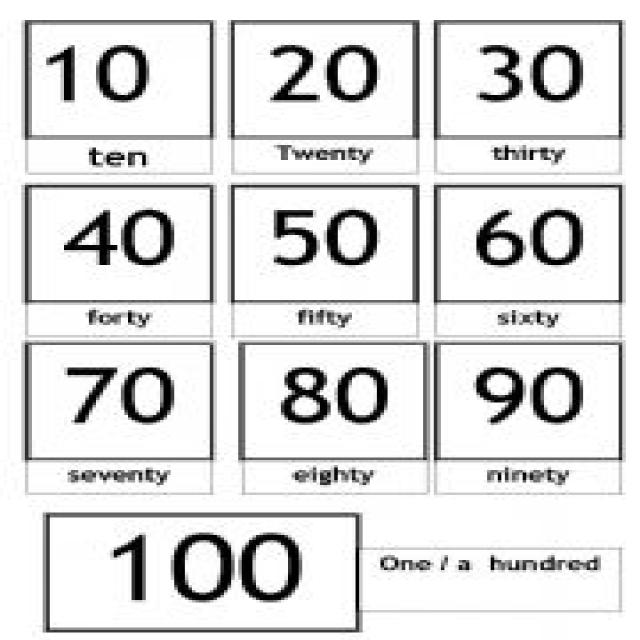 10 20 30
ten Twenty thirty
40 50 60
forty fifty sixty
70 80 90
seventy eighty ninety
100
One / a hundred